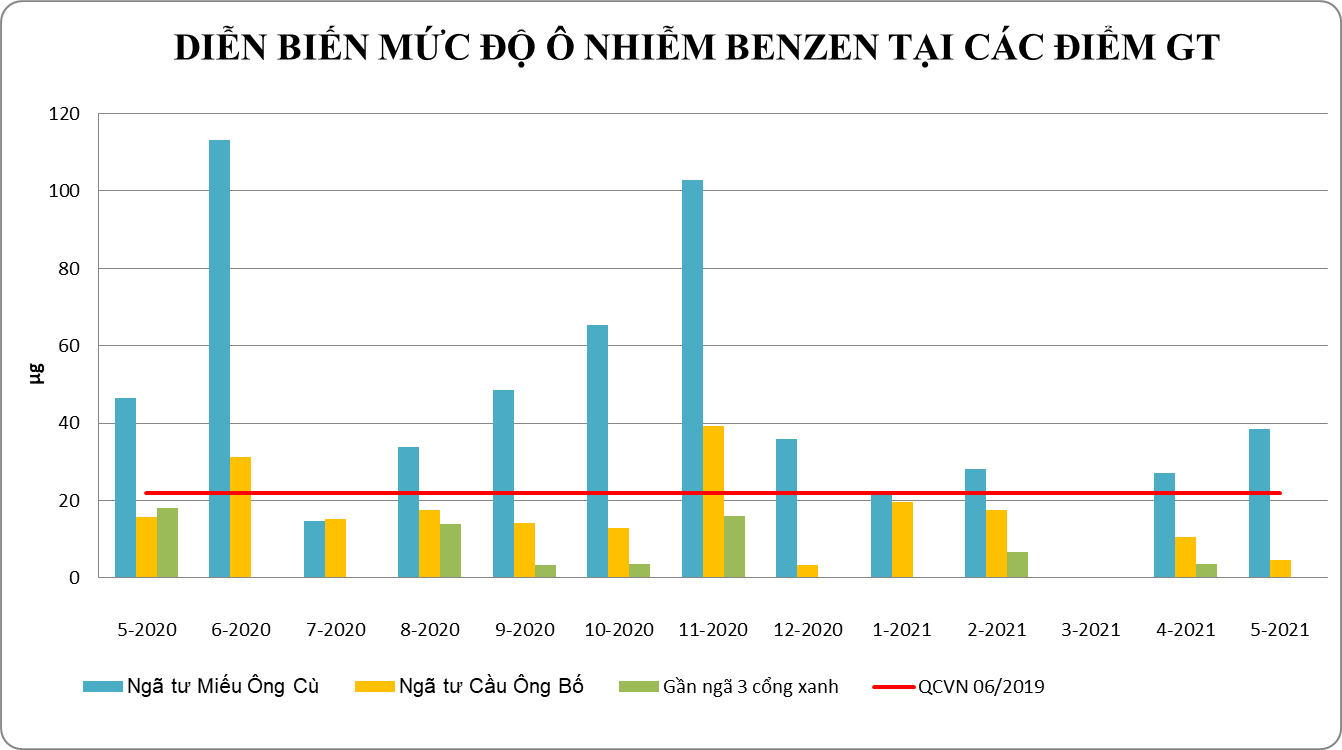 DIỄN BIẾN MỨC ĐỘ Ô NHIỄM BENZEN TẠI CÁC ĐIỂM GT
120
100
80
60
40
20
0
µg
5-2020 6-2020 7-2020 8-2020 9-2020 10-2020 11-2020 12-2020 1-2021 2-2021 3-2021 4-2021 5-2021
Ngã tư Miếu Ông Cù Ngã tư Cầu Ông Bố Gần ngã 3 cổng xanh QCVN 06/2019